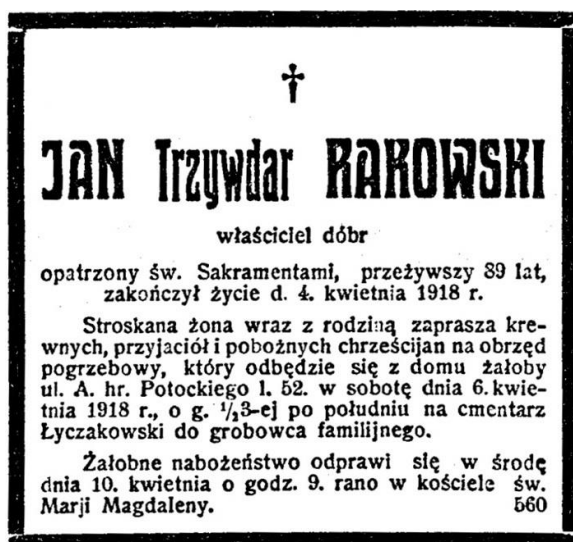 †
JAN Trzywdar RAKOWSKI
właściciel dóbr
opatrzony św. Sakramentami, przeżywszy 89 lat,
zakończył życie d. 4. kwietnia 1918 r.
Stroskana żona wraz z rodziną zaprasza kre-
wnych, przyjaciół i pobożnych chrześcijan na obrzęd
pogrzebowy, który odbędzie się z domu żałoby
ul. A. hr. Potockiego l. 52. w sobotę dnia 6. kwie-
tnia 1918 r., o g. ½3-ej po południu na cmentarz
Łyczakowski do grobowca familijnego.
Żałobne nabożeństwo odprawi się w środę
dnia 10. kwietnia o godz. 9. rano w kościele św.
Marji Magdaleny. 560